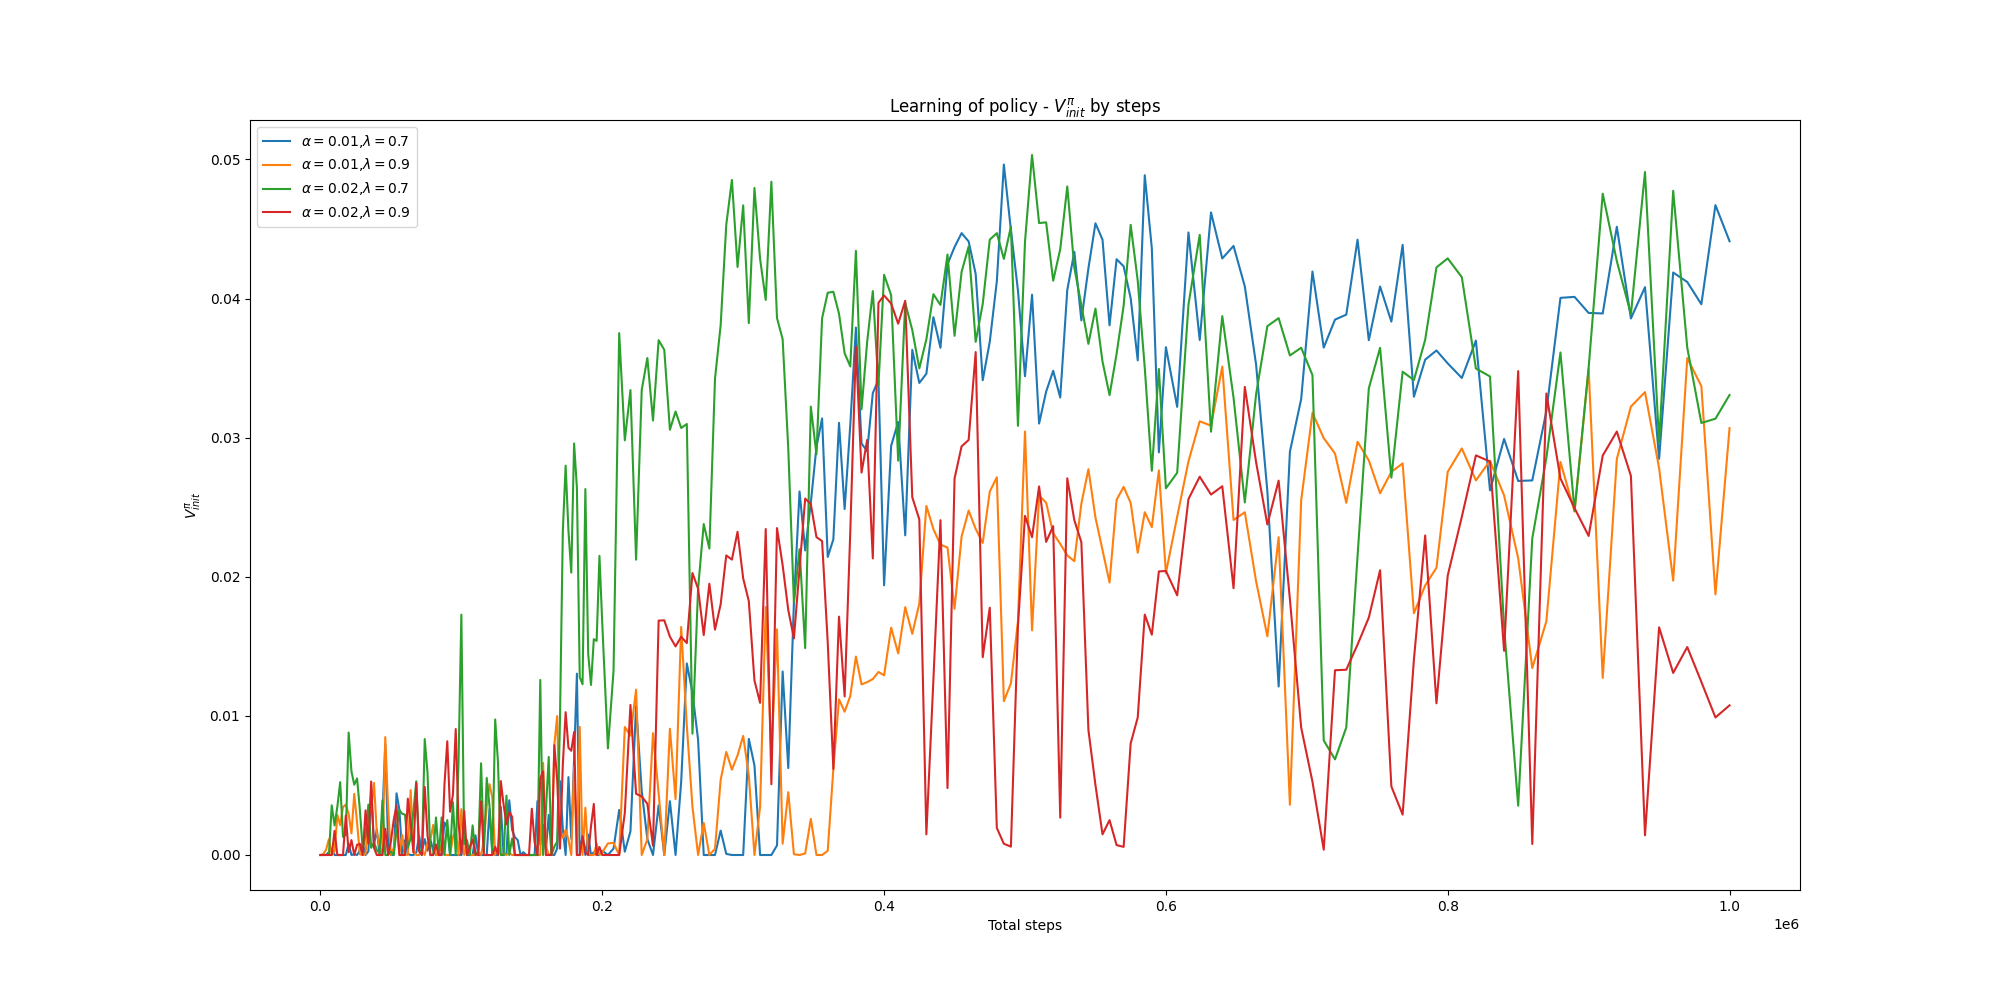 Learning of policy - V^π_init by steps
α = 0.01,λ = 0.7
α = 0.01,λ = 0.9
α = 0.02,λ = 0.7
α = 0.02,λ = 0.9
0.05
0.04
0.03
0.02
0.01
0.00
V^π_init
0.0 0.2 0.4 0.6 0.8 1.0
Total steps
1e6